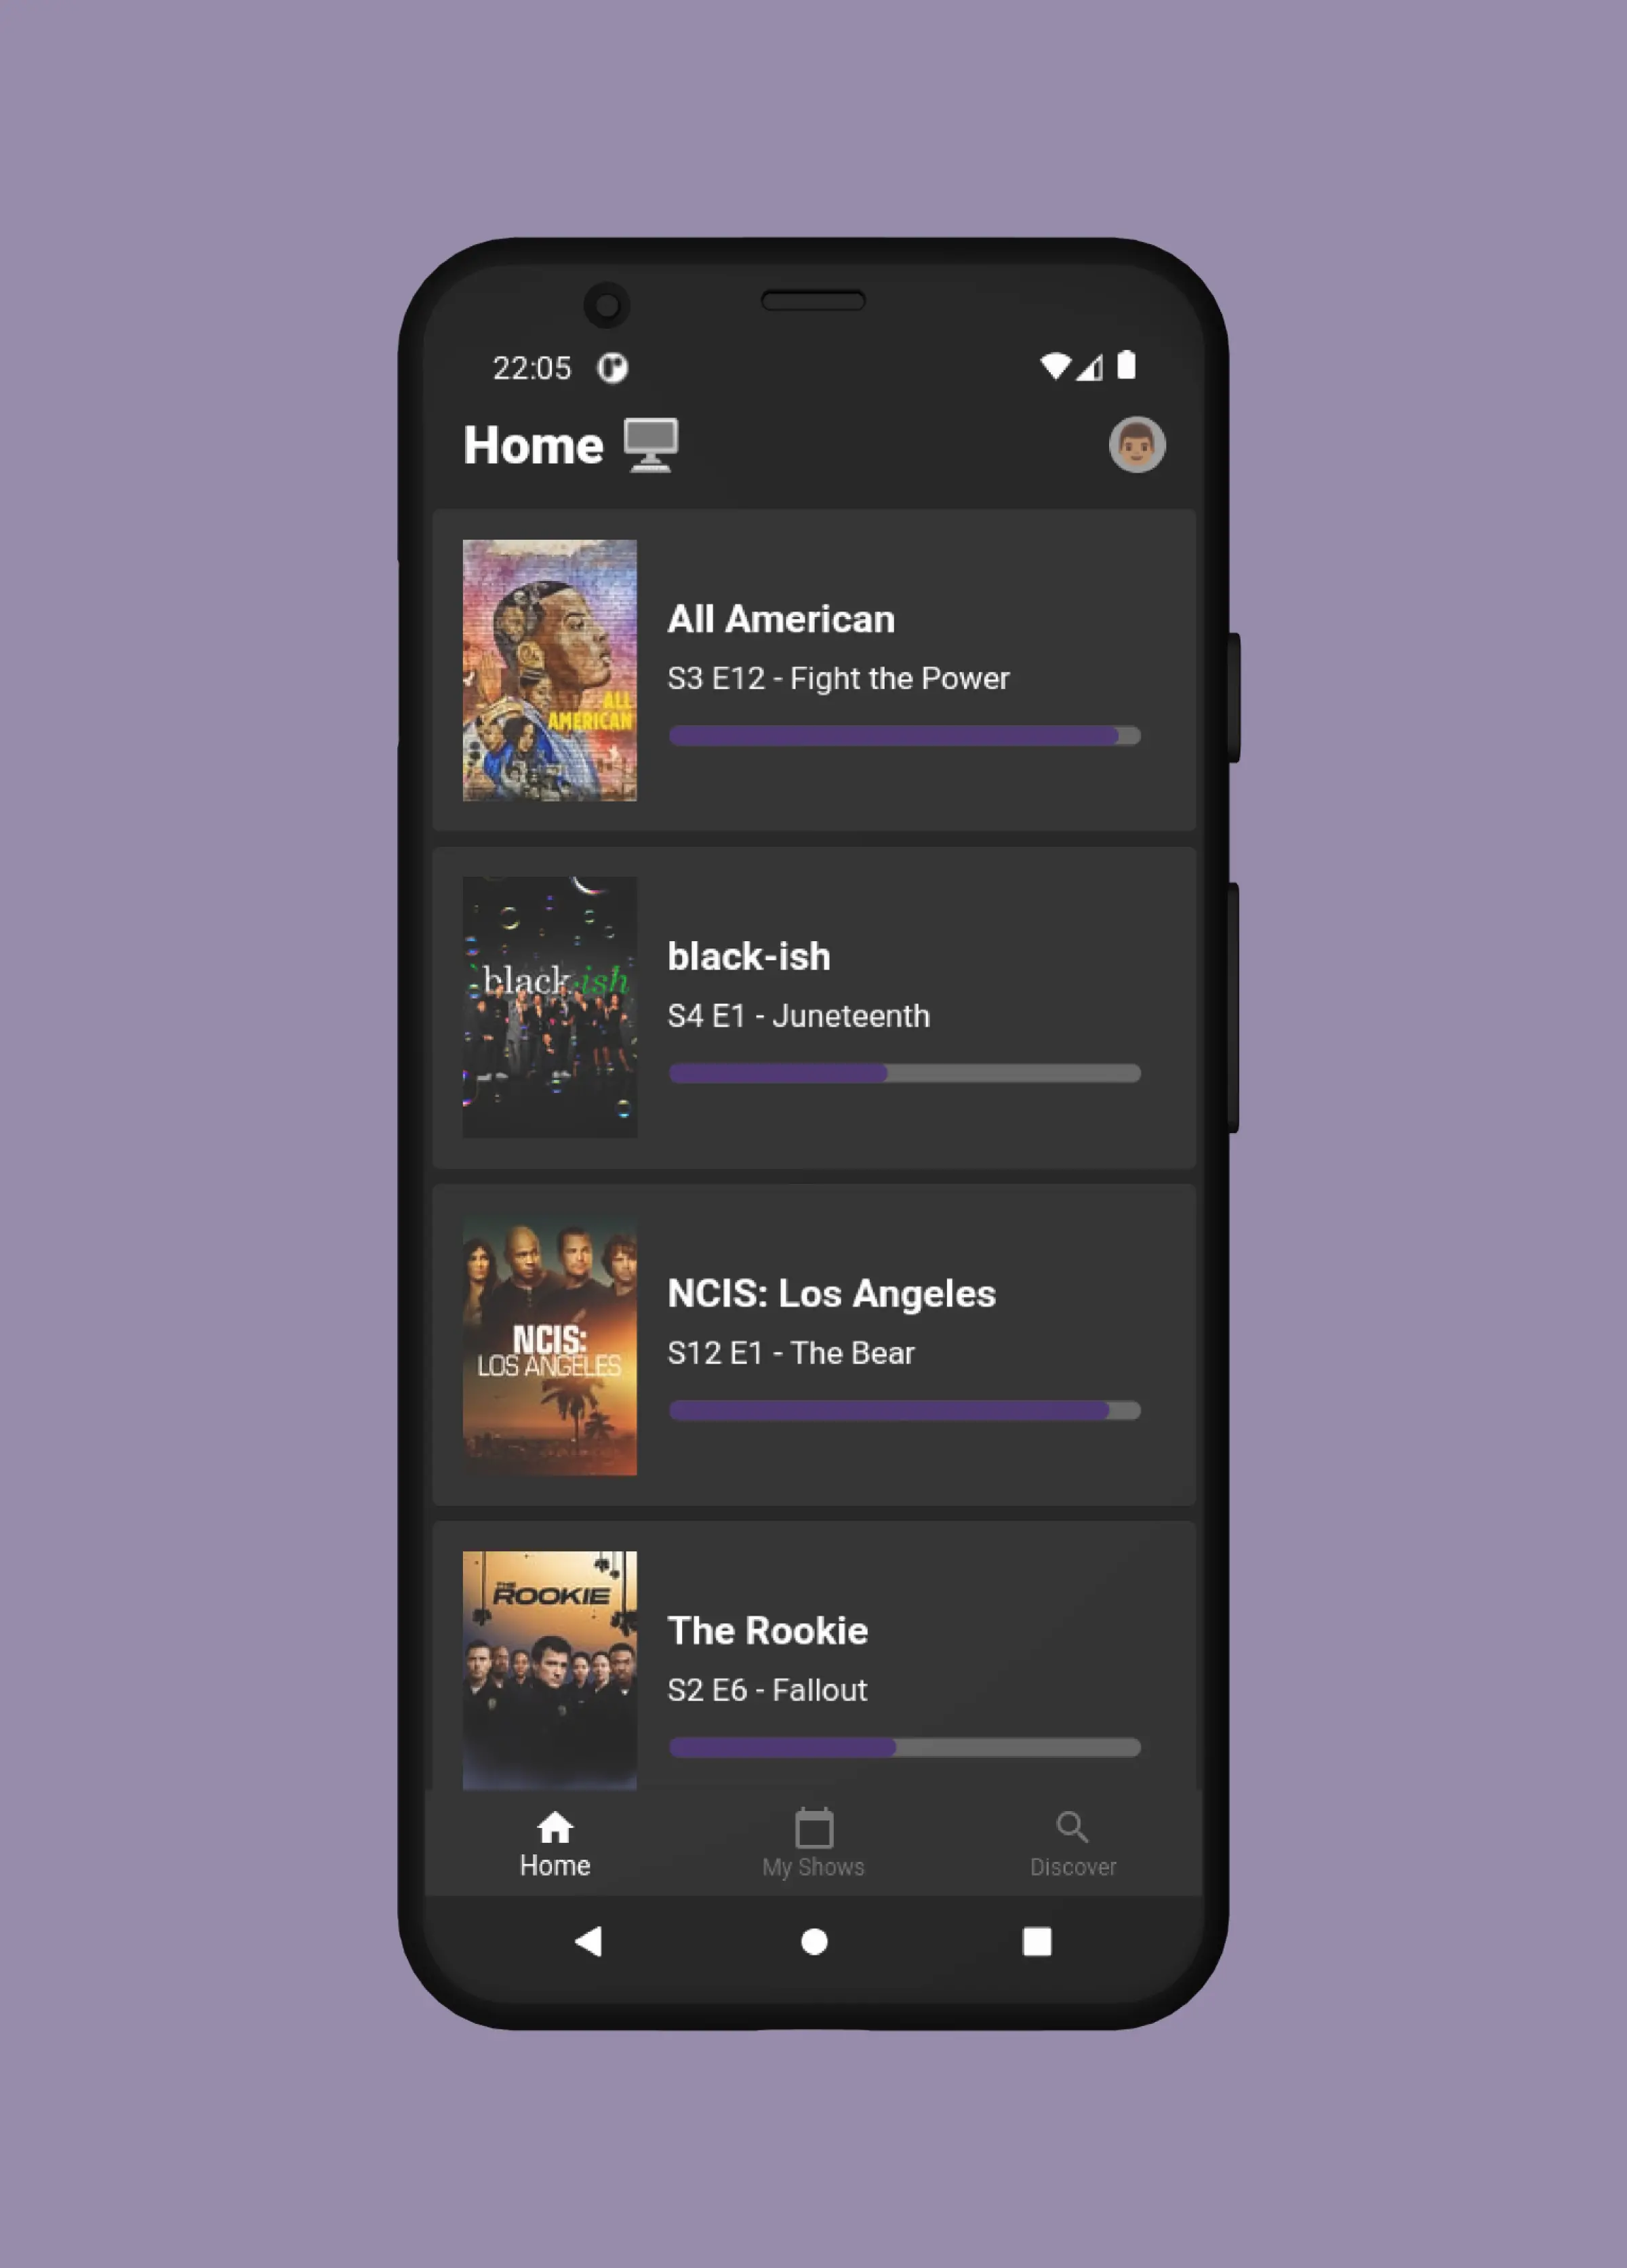 22:05
Home
ALL
AMERICAN
All American
S3 E12 - Fight the Power
black-ish
black-ish
S4 E1 - Juneteenth
NCIS:
LOS ANGELES
NCIS: Los Angeles
S12 E1 - The Bear
THE
ROOKIE
The Rookie
S2 E6 - Fallout
Home
My Shows
Discover